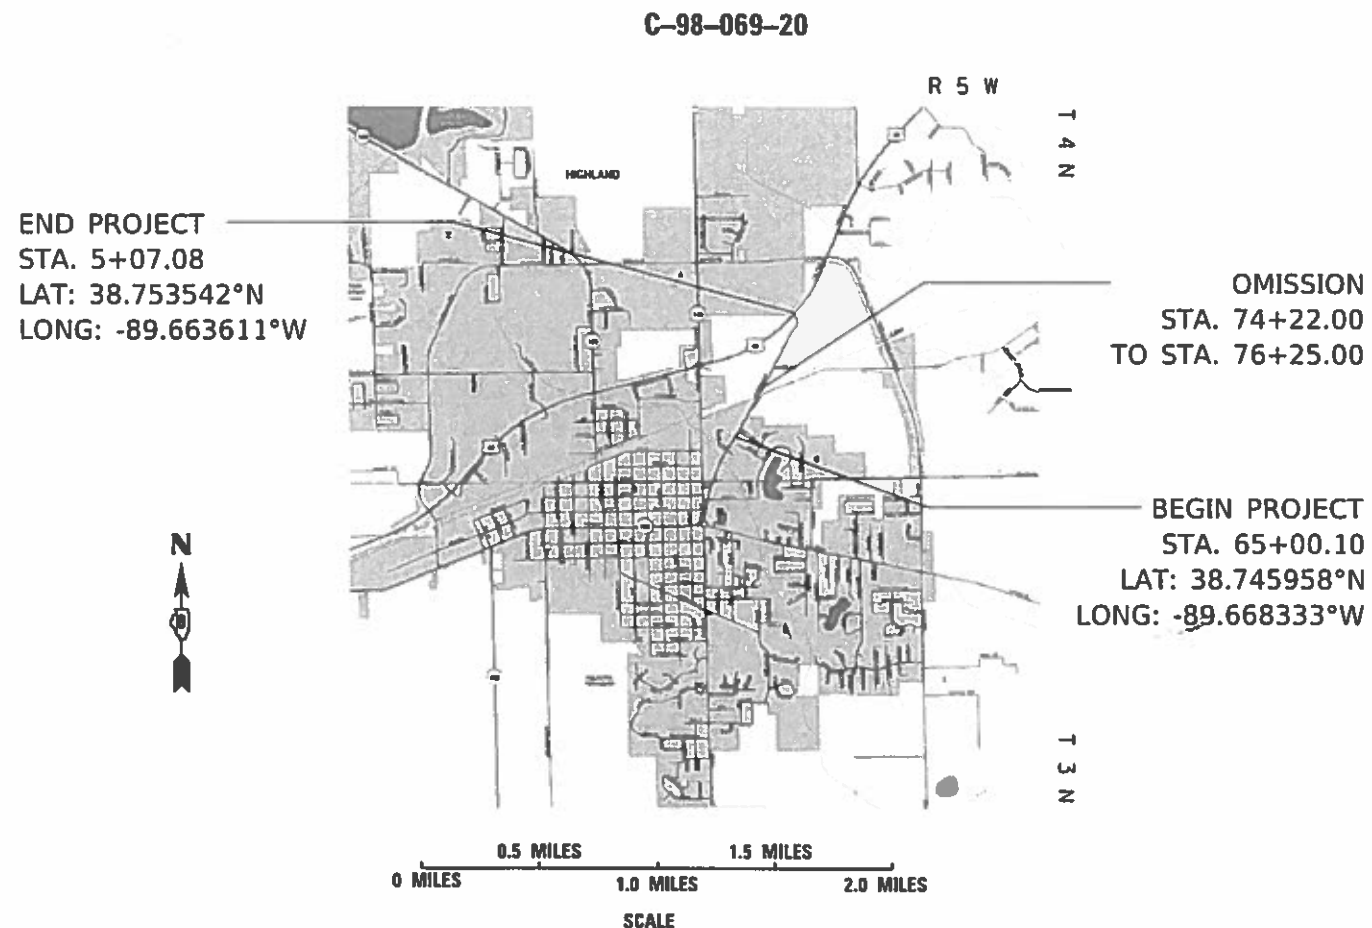 C-98-069-20
R 5 W
T 4 N
HIGHLAND
END PROJECT
STA. 5+07.08
LAT: 38.753542°N
LONG: -89.663611°W
OMISSION
STA. 74+22.00
TO STA. 76+25.00
BEGIN PROJECT
STA. 65+00.10
LAT: 38.745958°N
LONG: -89.668333°W
N
T 3 N
0.5 MILES 1.5 MILES
0 MILES 1.0 MILES 2.0 MILES
SCALE